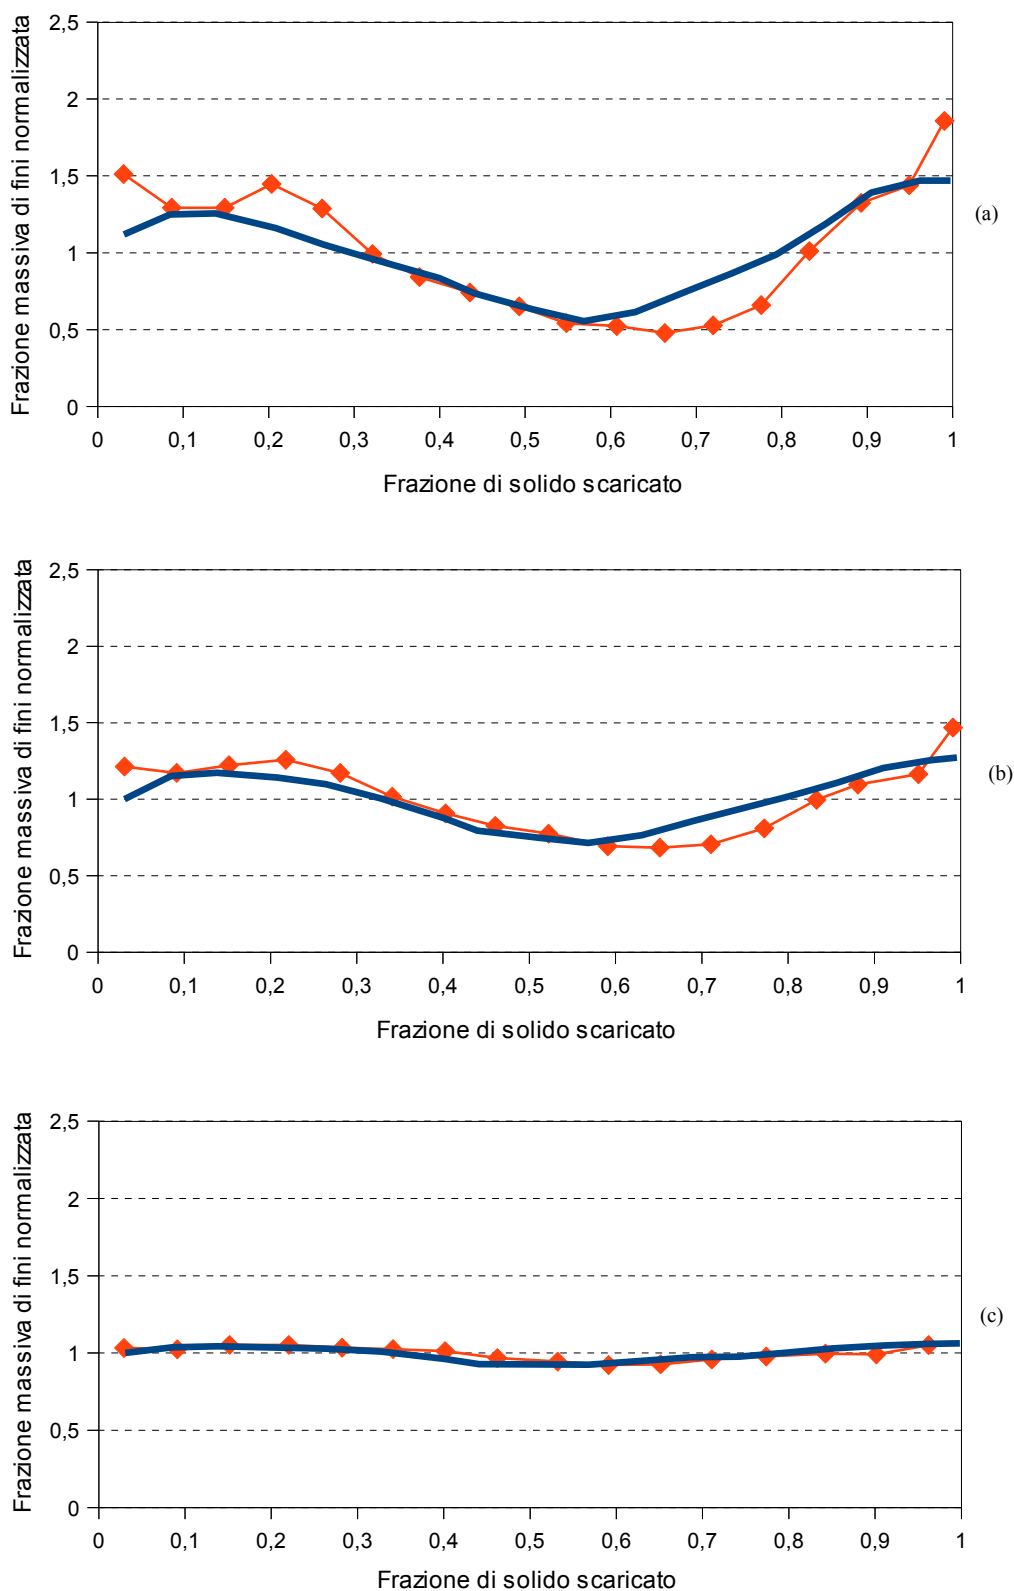 Frazione massiva di fini normalizzata
2,5
2
1,5
1
0,5
0
0 0,1 0,2 0,3 0,4 0,5 0,6 0,7 0,8 0,9 1
Frazione di solido scaricato
(a)
Frazione massiva di fini normalizzata
2,5
2
1,5
1
0,5
0
0 0,1 0,2 0,3 0,4 0,5 0,6 0,7 0,8 0,9 1
Frazione di solido scaricato
(b)
Frazione massiva di fini normalizzata
2,5
2
1,5
1
0,5
0
0 0,1 0,2 0,3 0,4 0,5 0,6 0,7 0,8 0,9 1
Frazione di solido scaricato
(c)